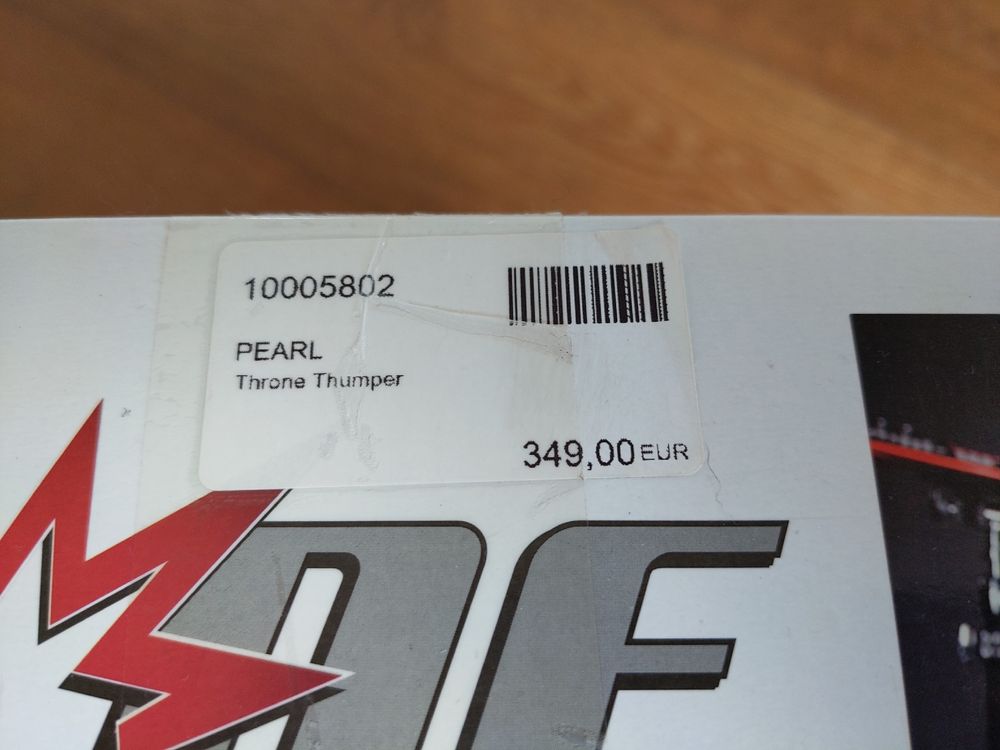 10005802
PEARL
Throne Thumper
349,00 EUR